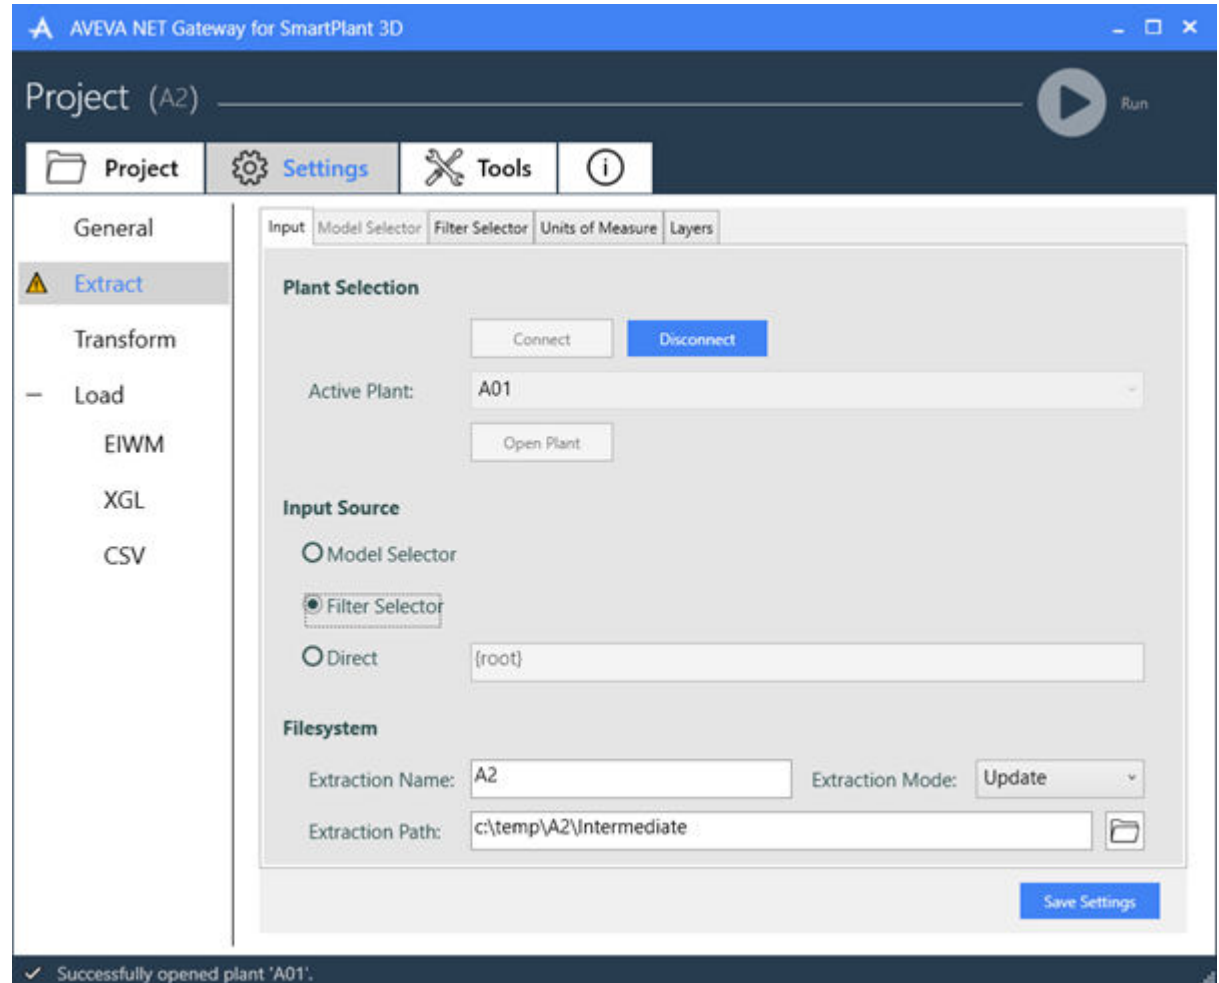 AVEVA NET Gateway for SmartPlant 3D
Project (A2)
Run
Project Settings Tools
General
Extract
Transform
Load
EIWM
XGL
CSV
Input Model Selector Filter Selector Units of Measure Layers
Plant Selection
Connect Disconnect
Active Plant: A01
Open Plant
Input Source
Model Selector
Filter Selector
Direct {root}
Filesystem
Extraction Name: A2 Extraction Mode: Update
Extraction Path: c:\temp\A2\Intermediate
Save Settings
Successfully opened plant 'A01'.